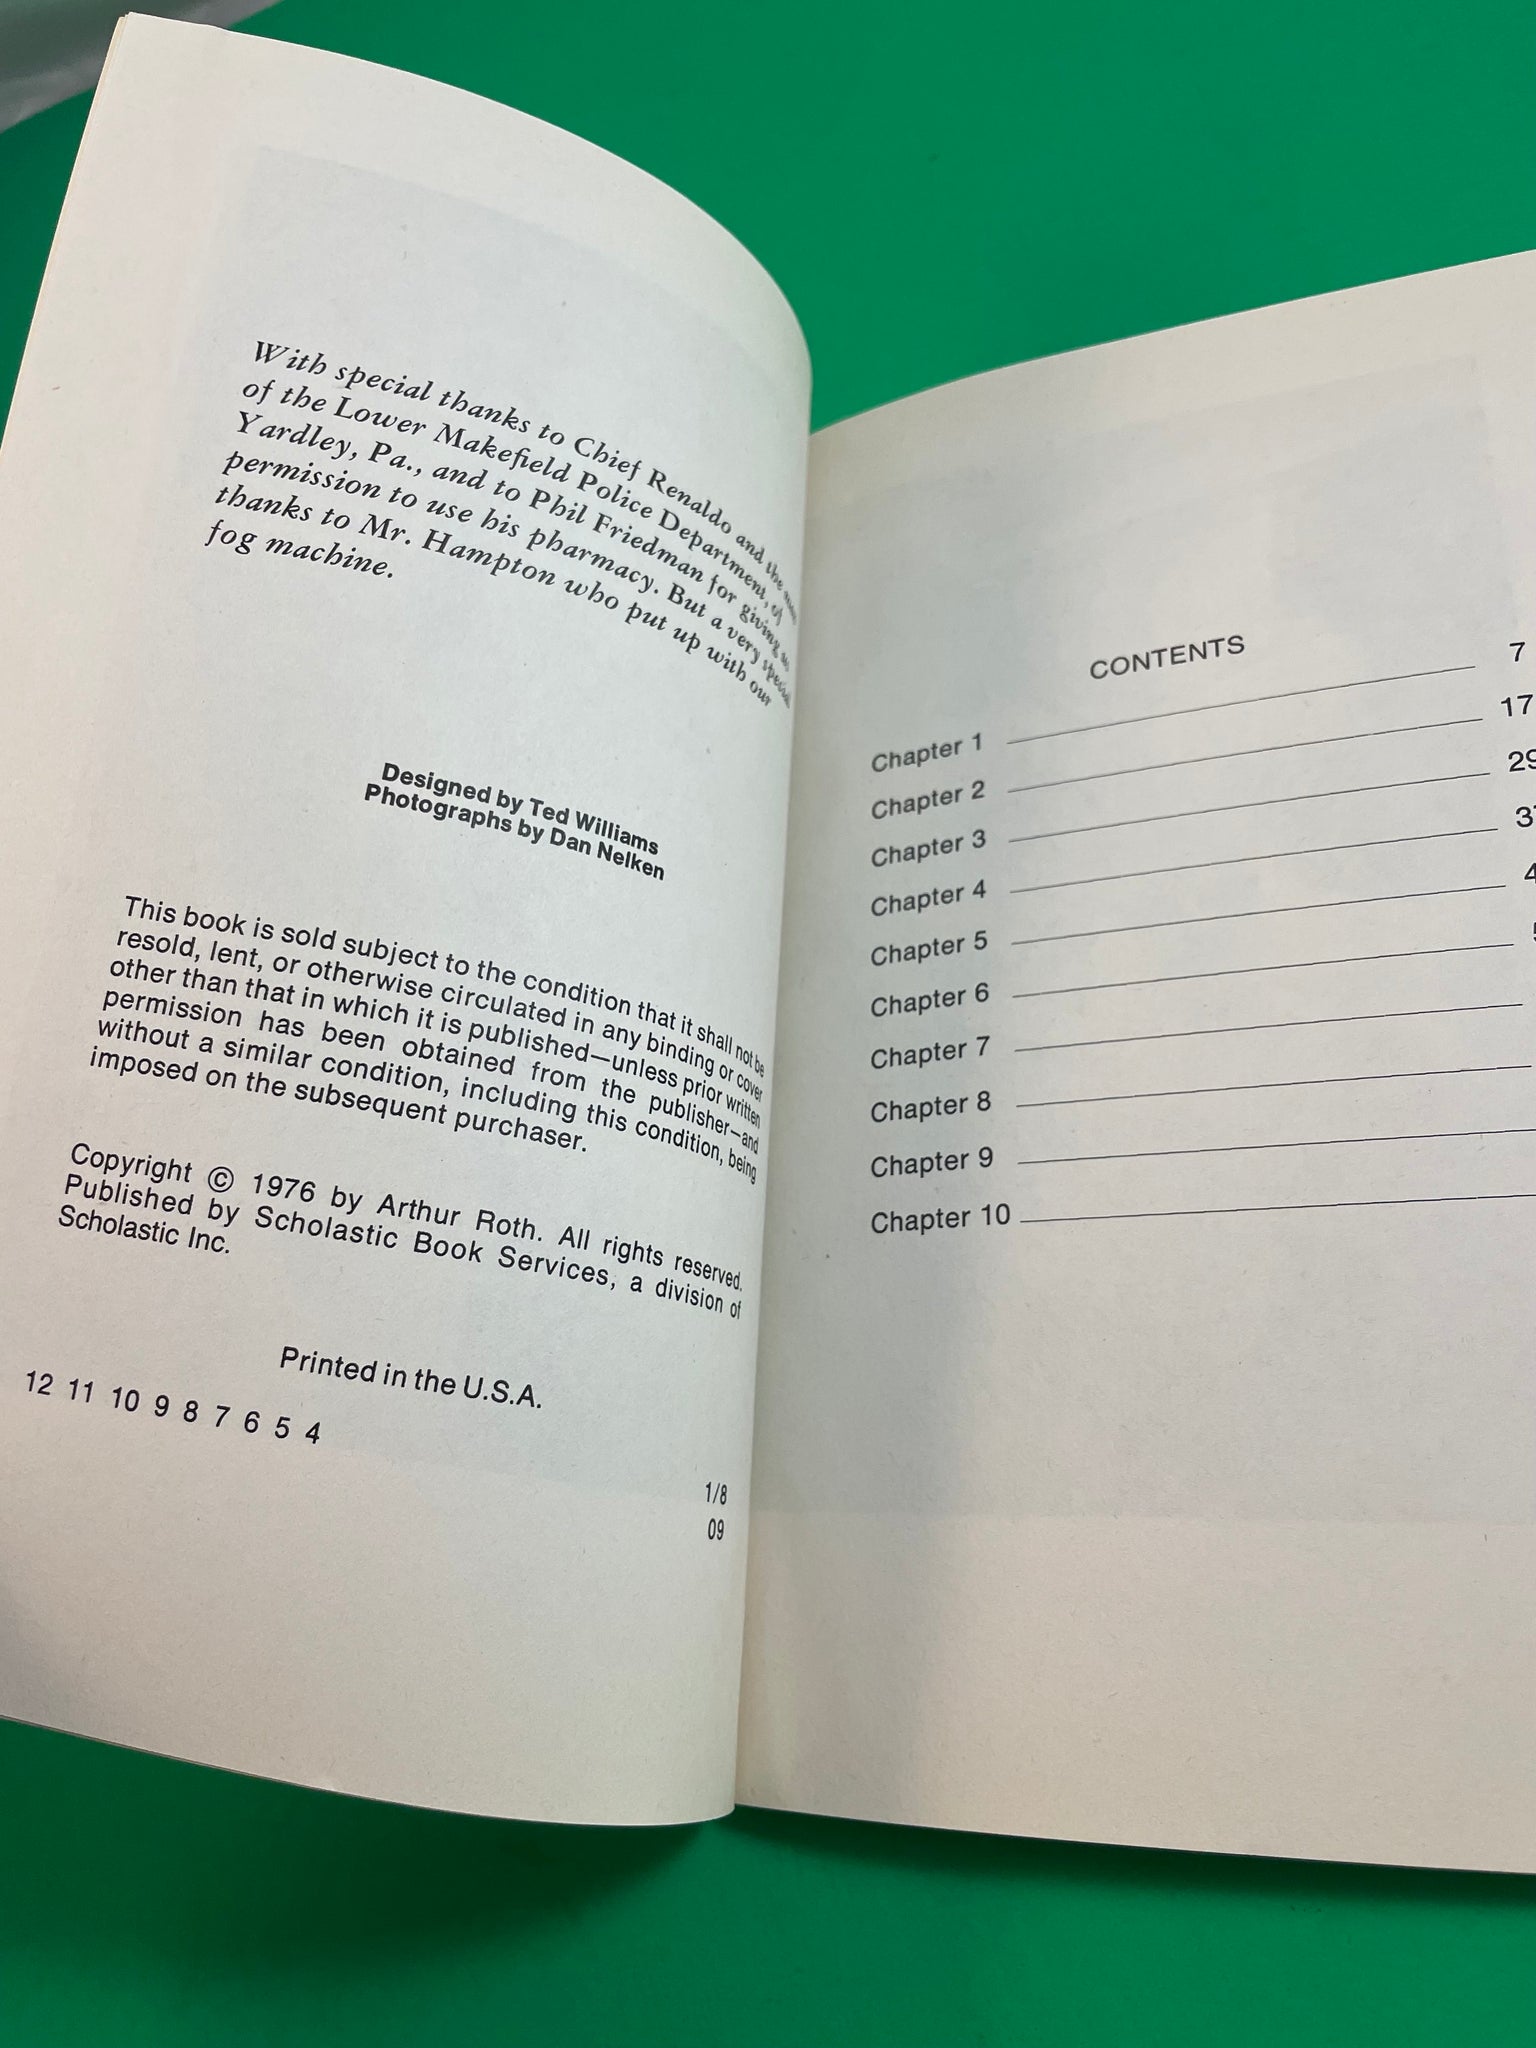 With special thanks to Chief Renaldo and the men
of the Lower Makefield Police Department, of
Yardley, Pa., and to Phil Friedman for giving us
permission to use his pharmacy. But a very special
thanks to Mr. Hampton who put up with our
fog machine.
Designed by Ted Williams
Photographs by Dan Nelken
This book is sold subject to the condition that it shall not be
resold, lent, or otherwise circulated in any binding or cover
other than that in which it is published—unless prior written
permission has been obtained from the publisher—and
without a similar condition, including this condition, being
imposed on the subsequent purchaser.
Copyright © 1976 by Arthur Roth. All rights reserved.
Published by Scholastic Book Services, a division of
Scholastic Inc.
Printed in the U.S.A.
12 11 10 9 8 7 6 5 4
1/8
09
CONTENTS
Chapter 1 7
Chapter 2 17
Chapter 3 29
Chapter 4
Chapter 5
Chapter 6
Chapter 7
Chapter 8
Chapter 9
Chapter 10